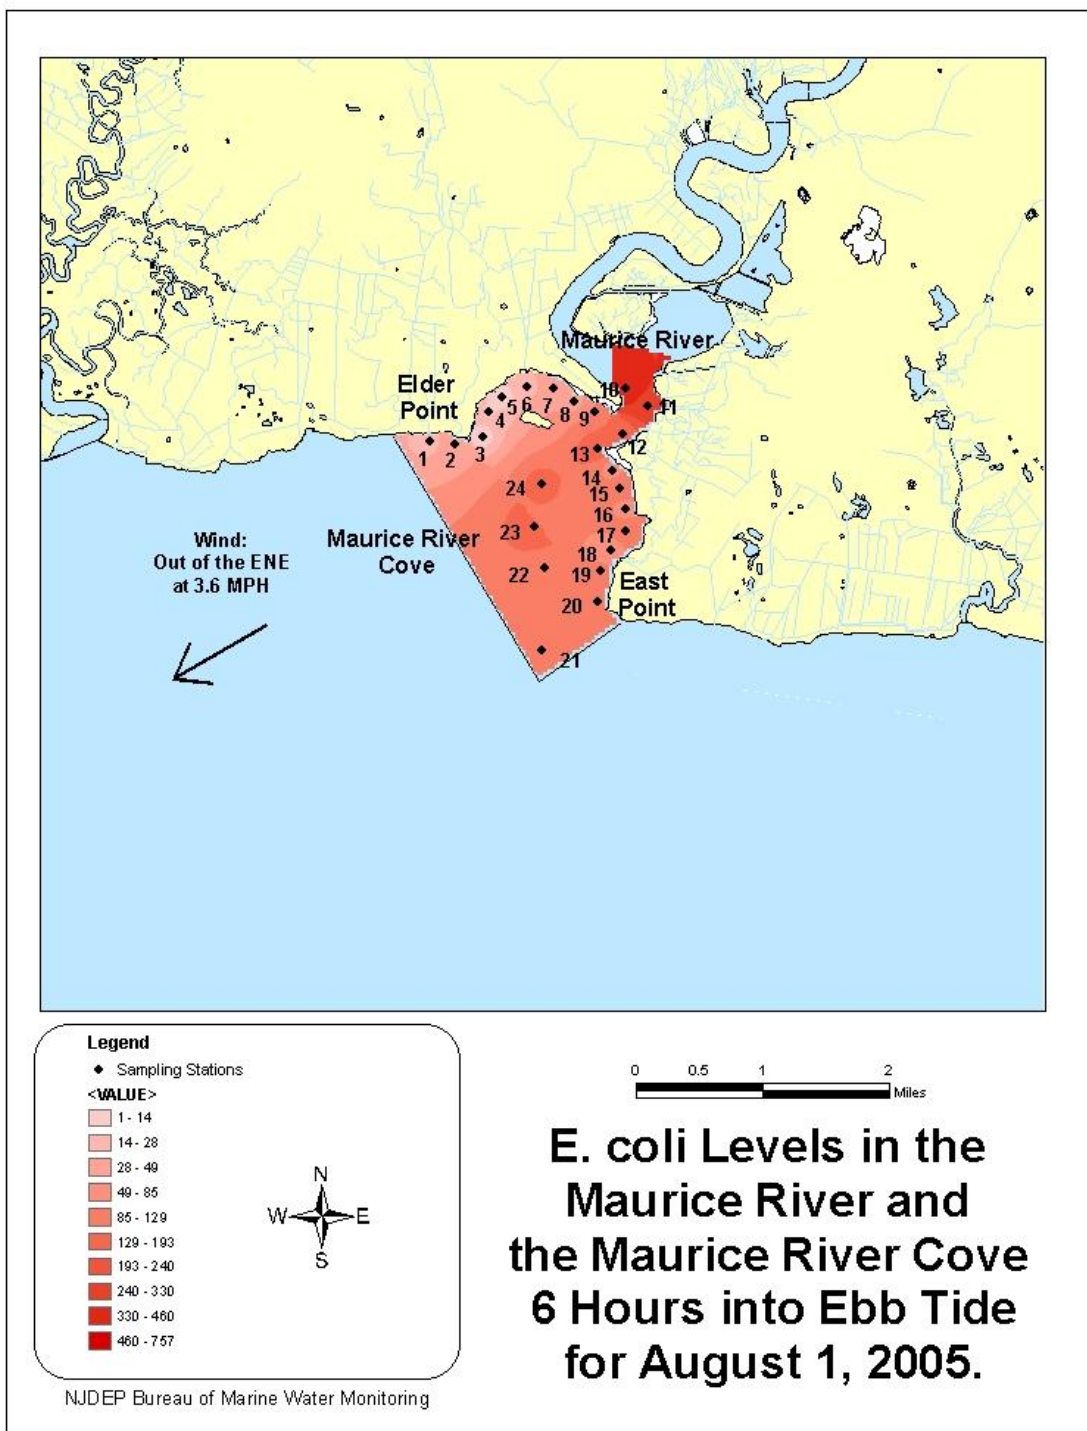 Maurice River
Elder
Point
1
2
3
4
5
6
7
8
9
10
11
12
13
14
15
16
17
18
19
20
21
22
23
24
Maurice River
Cove
Wind:
Out of the ENE
at 3.6 MPH
East
Point
Legend
Sampling Stations
<VALUE>
1 - 14
14 - 28
28 - 49
49 - 85
85 - 129
129 - 193
193 - 240
240 - 330
330 - 460
460 - 757
N
W
E
S
NJDEP Bureau of Marine Water Monitoring
0 0.5 1 2
Miles
E. coli Levels in the
Maurice River and
the Maurice River Cove
6 Hours into Ebb Tide
for August 1, 2005.